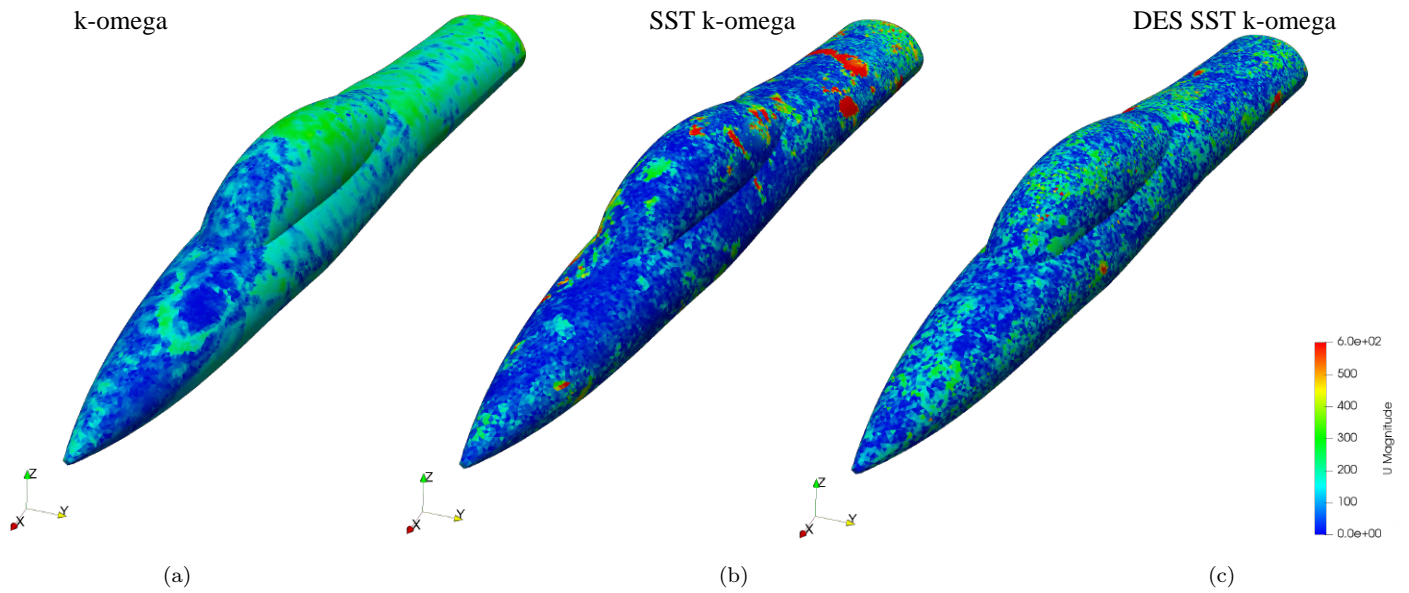 k-omega
SST k-omega
DES SST k-omega
6.0e+02
500
400
300
200
100
0.0e+00
U Magnitude
Z
Y
X
Z
Y
X
Z
Y
X
(a)
(b)
(c)